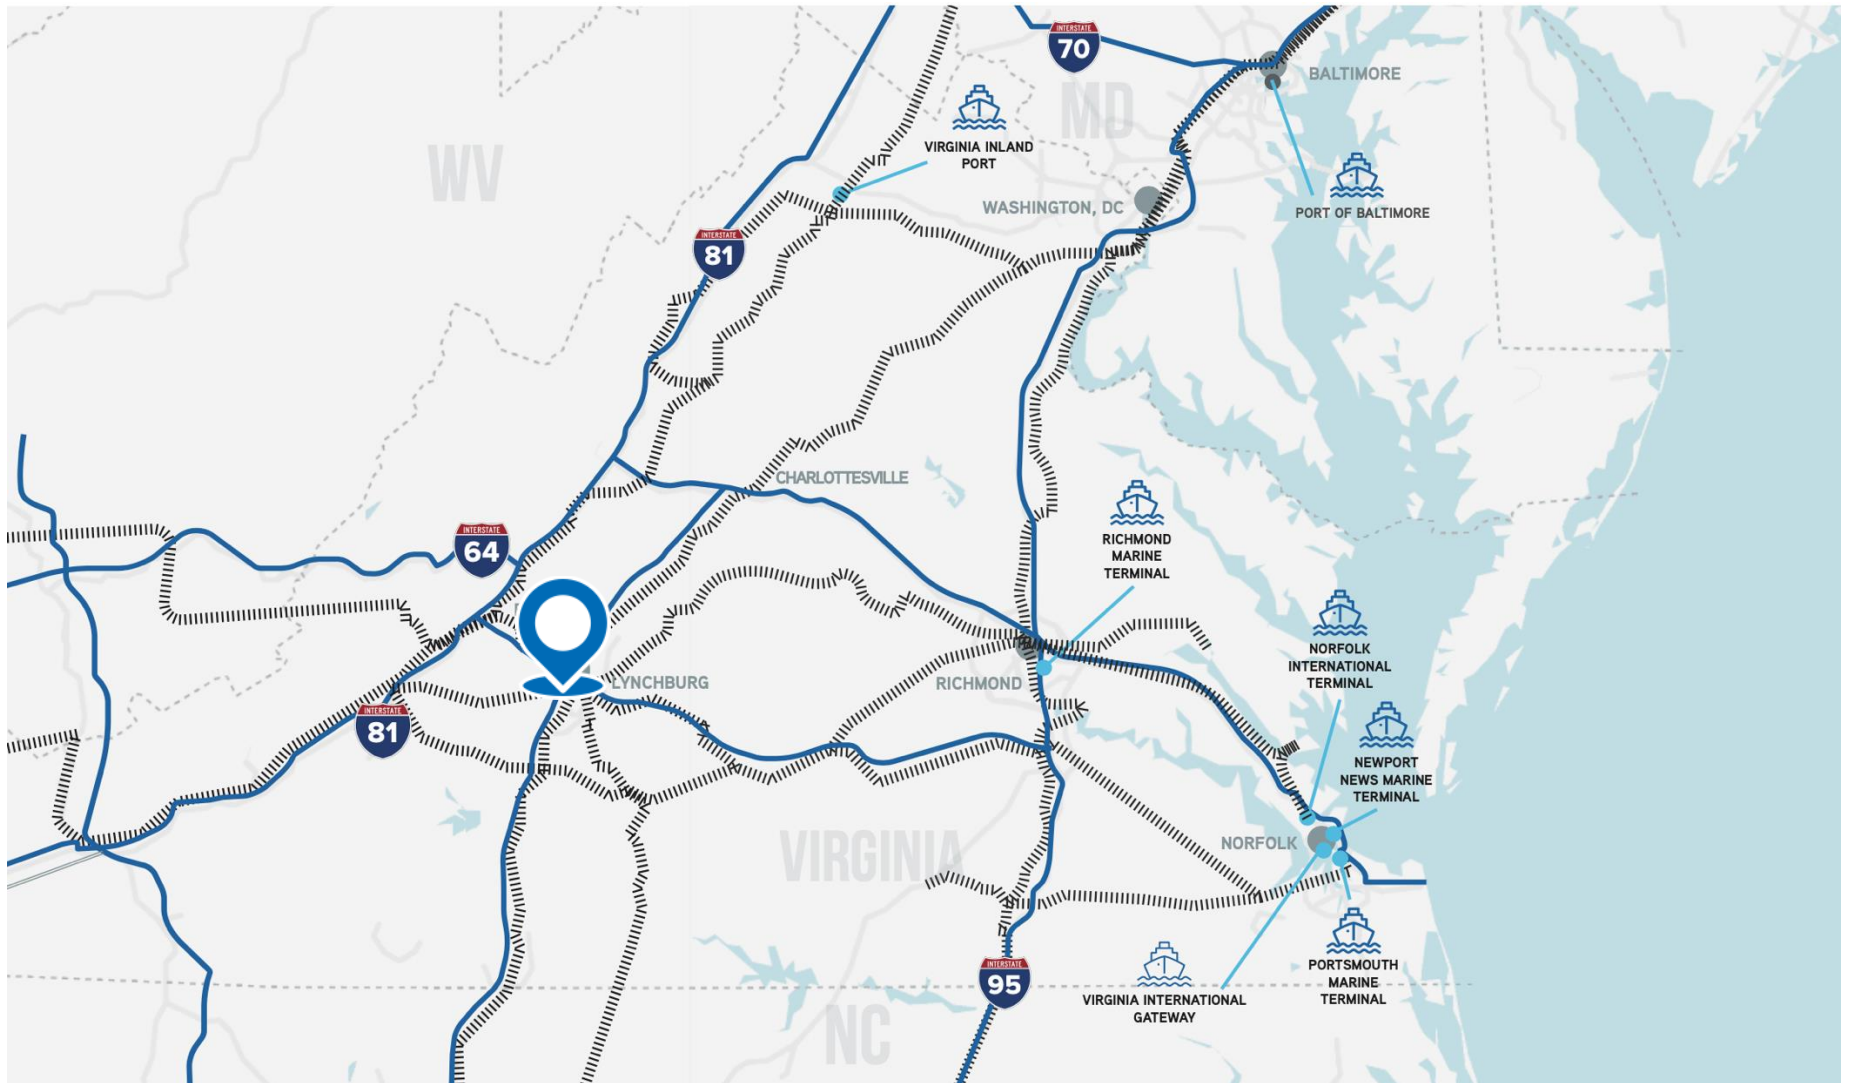 INTERSTATE
70
BALTIMORE
MD
VIRGINIA INLAND
PORT
WV
WASHINGTON, DC
PORT OF BALTIMORE
INTERSTATE
81
CHARLOTTESVILLE
RICHMOND
MARINE
TERMINAL
INTERSTATE
64
NORFOLK
INTERNATIONAL
TERMINAL
LYNCHBURG
RICHMOND
INTERSTATE
81
NEWPORT
NEWS MARINE
TERMINAL
VIRGINIA
NORFOLK
INTERSTATE
95
PORTSMOUTH
MARINE
TERMINAL
VIRGINIA INTERNATIONAL
GATEWAY
NC